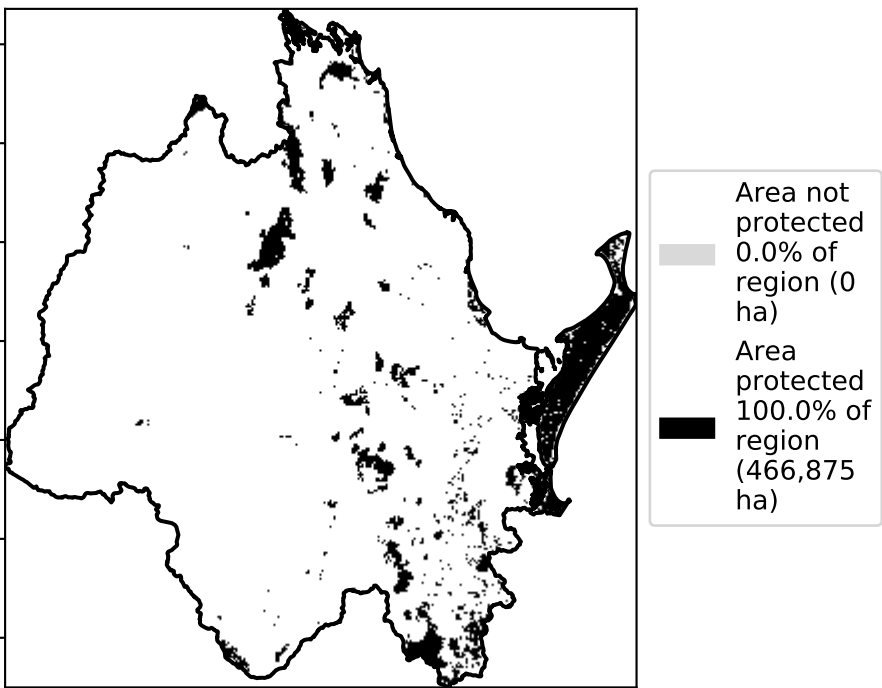 Area not
protected
0.0% of
region (0
ha)
Area
protected
100.0% of
region
(466,875
ha)